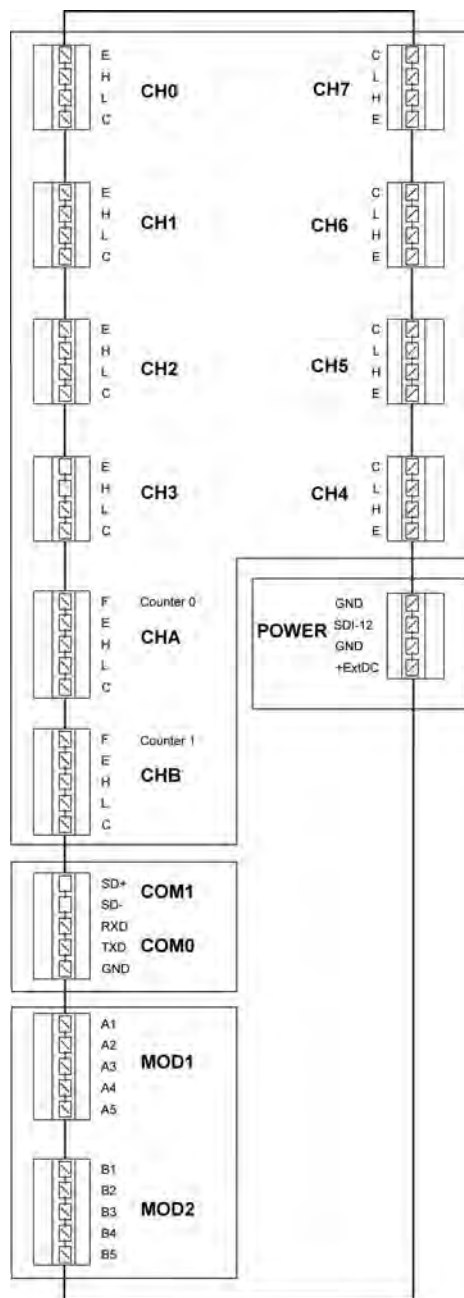 E
H
L
C
CH0
E
H
L
C
CH1
E
H
L
C
CH2
E
H
L
C
CH3
F Counter 0
E
H
L
C
CHA
F Counter 1
E
H
L
C
CHB
SD+
SD-
RXD
TXD
GND
COM1
COM0
A1
A2
A3
A4
A5
MOD1
B1
B2
B3
B4
B5
MOD2
CH7
C
L
H
E
CH6
C
L
H
E
CH5
C
L
H
E
CH4
C
L
H
E
POWER
GND
SDI-12
GND
+ExtDC